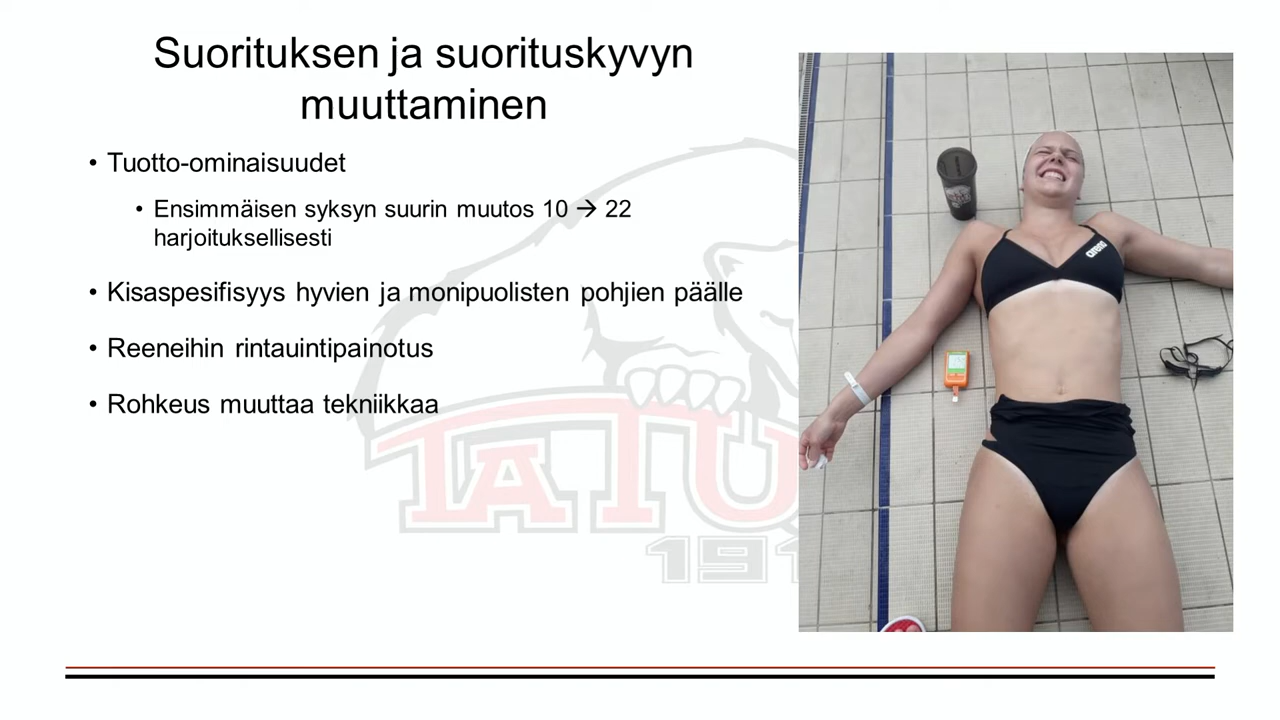 Suorituksen ja suorituskyvyn
muuttaminen
• Tuotto-ominaisuudet
• Ensimmäisen syksyn suurin muutos 10 → 22
harjoituksellisesti
• Kisaspesifisyys hyvien ja monipuolisten pohjien päälle
• Reeneihin rintauintipainotus
• Rohkeus muuttaa tekniikkaa
TATU
191
arena